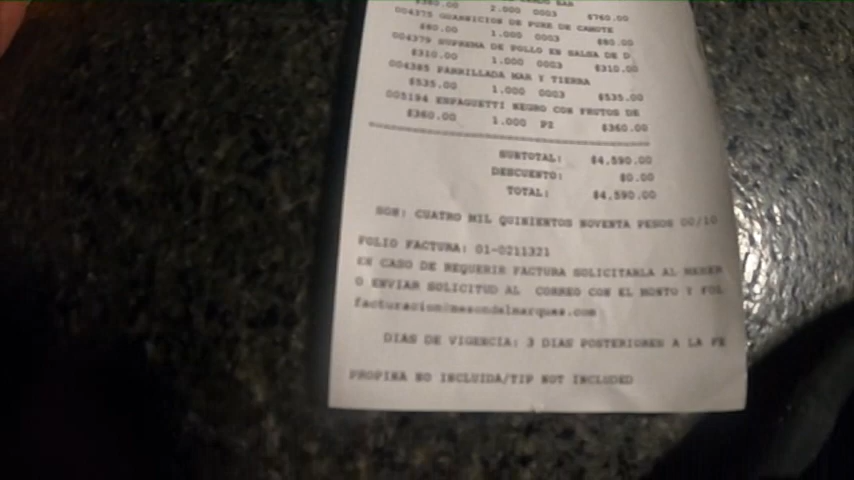 $380.00 2.000 0003 $760.00
004375 GUARNICION DE PURE DE CAMOTE
$80.00 1.000 0003 $80.00
004379 SUPREMA DE POLLO EN SALSA DE D
$310.00 1.000 0003 $310.00
004385 PARRILLADA MAR Y TIERRA
$535.00 1.000 0003 $535.00
005194 ESPAGUETTI NEGRO CON FRUTOS DE
$360.00 1.000 PZ $360.00
SUBTOTAL: $4,590.00
DESCUENTO: $0.00
TOTAL: $4,590.00
SON: CUATRO MIL QUINIENTOS NOVENTA PESOS 00/10
FOLIO FACTURA: 01-0211321
EN CASO DE REQUERIR FACTURA SOLICITARLA AL MESER
O ENVIAR SOLICITUD AL CORREO CON EL MONTO Y FOL
facturacion@mesondelmarques.com
DIAS DE VIGENCIA: 3 DIAS POSTERIORES A LA FE
PROPINA NO INCLUIDA/TIP NOT INCLUDED